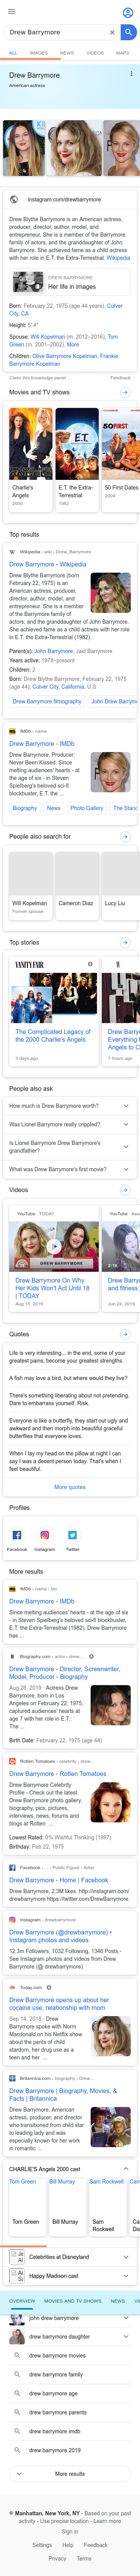 Drew Barrymore
ALL IMAGES NEWS VIDEOS MAPS
Drew Barrymore
American actress
instagram.com/drewbarrymore
Drew Blythe Barrymore is an American actress,
producer, director, author, model, and
entrepreneur. She is a member of the Barrymore
family of actors, and the granddaughter of John
Barrymore. She achieved fame as a child actress
with her role in E.T. the Extra-Terrestrial. Wikipedia
DREW BARRYMORE
Her life in images
Born: February 22, 1975 (age 44 years), Culver
City, CA
Height: 5′ 4″
Spouse: Will Kopelman (m. 2012–2016), Tom
Green (m. 2001–2002), More
Children: Olive Barrymore Kopelman, Frankie
Barrymore Kopelman
Claim this knowledge panel Feedback
Movies and TV shows
Charlie's
Angels
2000
E.T. the Extra-
Terrestrial
1982
50 First Dates
2004
Top results
Wikipedia › wiki › Drew_Barrymore
Drew Barrymore - Wikipedia
Drew Blythe Barrymore (born
February 22, 1975) is an
American actress, producer,
director, author, model and
entrepreneur. She is a member
of the Barrymore family of
actors, and the granddaughter of John Barrymore.
She achieved fame as a child actress with her role
in E.T. the Extra-Terrestrial (1982).
Parent(s): John Barrymore; Jaid Barrymore
Years active: 1978–present
Children: 2
Born: Drew Blythe Barrymore; February 22, 1975
(age 44); Culver City, California, U.S
Drew Barrymore filmography
IMDb › name
Drew Barrymore - IMDb
Drew Barrymore, Producer:
Never Been Kissed. Since
melting audiences' hearts - at
the age of six - in Steven
Spielberg's beloved sci-fi
blockbuster, E.T. the ...
Biography News Photo Gallery
People also search for
Will Kopelman
Former spouse
Cameron Diaz
Lucy Liu
Top stories
VANITY FAIR
The Complicated Legacy of
the 2000 Charlie's Angels
3 days ago
7 hours ago
People also ask
How much is Drew Barrymore worth?
Was Lionel Barrymore really crippled?
Is Lionel Barrymore Drew Barrymore's
grandfather?
What was Drew Barrymore's first movie?
Videos
YouTube · TODAY
DREW BARRYMORE
Drew Barrymore On Why
Her Kids Won't Act Until 18
| TODAY
Aug 15, 2019
Jun 24, 2019
Quotes
Life is very interesting... in the end, some of your
greatest pains, become your greatest strengths.
A fish may love a bird, but where would they live?
There's something liberating about not pretending.
Dare to embarrass yourself. Risk.
Everyone is like a butterfly, they start out ugly and
awkward and then morph into beautiful graceful
butterflies that everyone loves.
When I lay my head on the pillow at night I can
say I was a decent person today. That's when I
feel beautiful.
More quotes
Profiles
Facebook Instagram Twitter
More results
IMDb › name › bio
Drew Barrymore - IMDb
Since melting audiences' hearts - at the age of six
- in Steven Spielberg's beloved sci-fi
blockbuster, E.T. the Extra-Terrestrial (1982), Drew Barrymore
has ...
Biography.com › actor › drew...
Drew Barrymore - Director, Screenwriter,
Model, Producer - Biography
Aug 28, 2019 · Actress Drew
Barrymore, born in Los
Angeles on February 22, 1975,
captured audiences' hearts at
age 7 with her role in E.T.:
The ...
Birth Date: February 22, 1975 (age 44)
Rotten Tomatoes › celebrity › drew...
Drew Barrymore - Rotten Tomatoes
Drew Barrymore Celebrity
Profile - Check out the latest
Drew Barrymore photo gallery,
biography, pics, pictures,
interviews, news, forums and
blogs at Rotten ...
Lowest Rated: 0% Wishful Thinking (1997)
Birthday: Feb 22, 1975
Facebook › ... › Public Figure › Artist
Drew Barrymore - Home | Facebook
Drew Barrymore. 2.3M likes. http://instagram.com/
drewbarrymore https://twitter.com/DrewBarrymore.
Instagram › drewbarrymore
Drew Barrymore (@drewbarrymore) •
Instagram photos and videos
12.3m Followers, 1032 Following, 1346 Posts -
See Instagram photos and videos from Drew
Barrymore (@ drewbarrymore)
Today.com
Drew Barrymore opens up about her
cocaine use, relationship with mom
Sep 14, 2018 · Drew
Barrymore spoke with Norm
Macdonald on his Netflix show
about her troubled childhood.
Drew Barrymore, of course,
rose to fame at a young age as
a tween in her ...
Britannica.com › biography › Drew...
Drew Barrymore | Biography, Movies, &
Facts | Britannica
Drew Barrymore, American
actress, producer, and director
who transitioned from a
troubled early life to a
successful movie career,
especially known for her work
in romantic ...
CHARLIE'S Angels 2000 cast
Tom Green Bill Murray Sam Rockwell
Tom Green
Bill Murray
Sam
Rockwell
Celebrities at Disneyland
Happy Madison cast
OVERVIEW MOVIES AND TV SHOWS NEWS
john drew barrymore
drew barrymore daughter
drew barrymore movies
drew barrymore family
drew barrymore age
drew barrymore parents
drew barrymore imdb
drew barrymore 2019
More results
Manhattan, New York, NY - Based on your past
activity - Use precise location - Learn more
Sign in
Settings Help Feedback
Privacy Terms